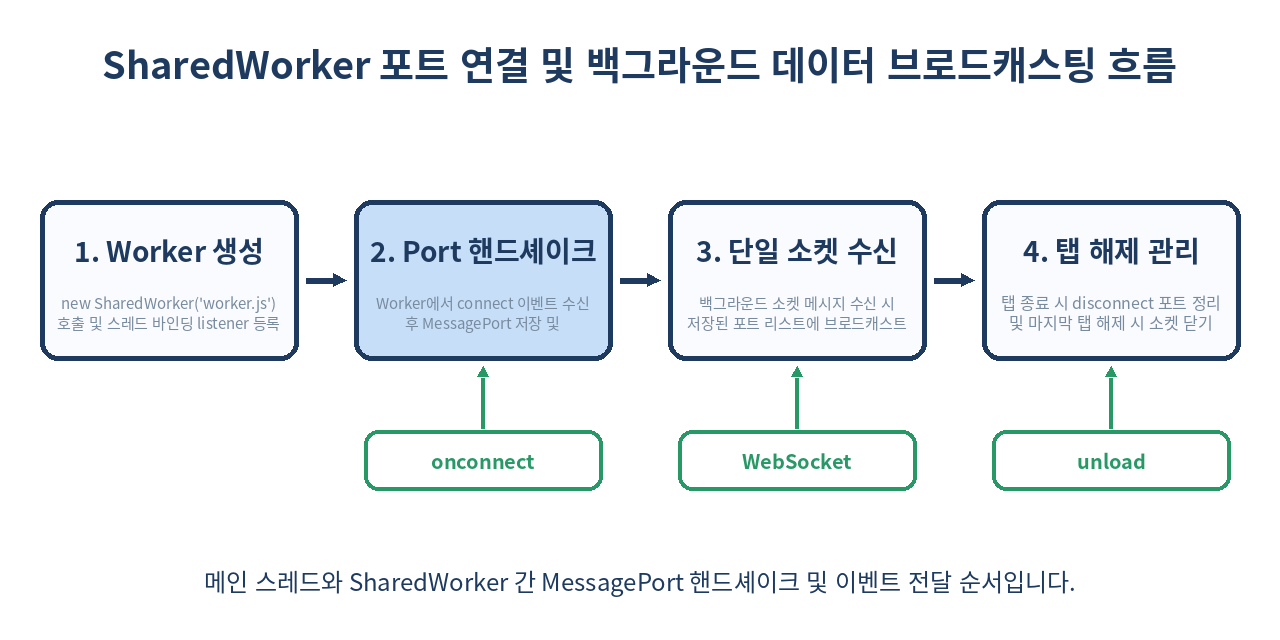 SharedWorker 포트 연결 및 백그라운드 데이터 브로드캐스팅 흐름
1. Worker 생성
new SharedWorker('worker.js')
호출 및 스레드 바인딩 listener 등록
2. Port 핸드셰이크
Worker에서 connect 이벤트 수신
후 MessagePort 저장 및
3. 단일 소켓 수신
백그라운드 소켓 메시지 수신 시
저장된 포트 리스트에 브로드캐스트
4. 탭 해제 관리
탭 종료 시 disconnect 포트 정리
및 마지막 탭 해제 시 소켓 닫기
onconnect
WebSocket
unload
메인 스레드와 SharedWorker 간 MessagePort 핸드셰이크 및 이벤트 전달 순서입니다.